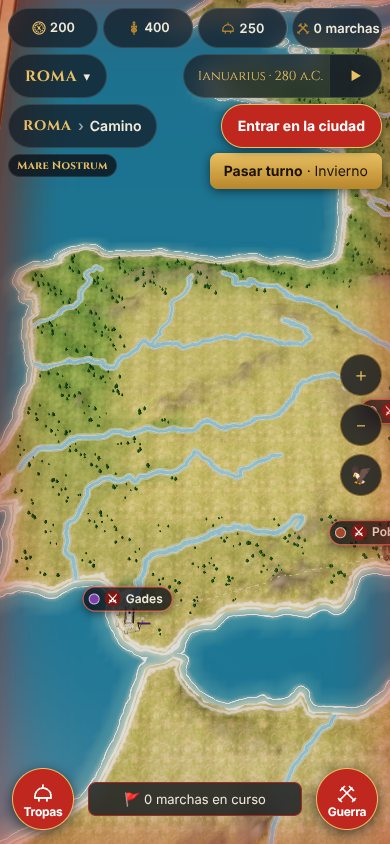 200
400
250
0 marchas
ROMA ▾
IANUARIUS · 280 A.C.
ROMA › Camino
Entrar en la ciudad
MARE NOSTRUM
Pasar turno · Invierno
+
−
Gades
Tropas
0 marchas en curso
Guerra